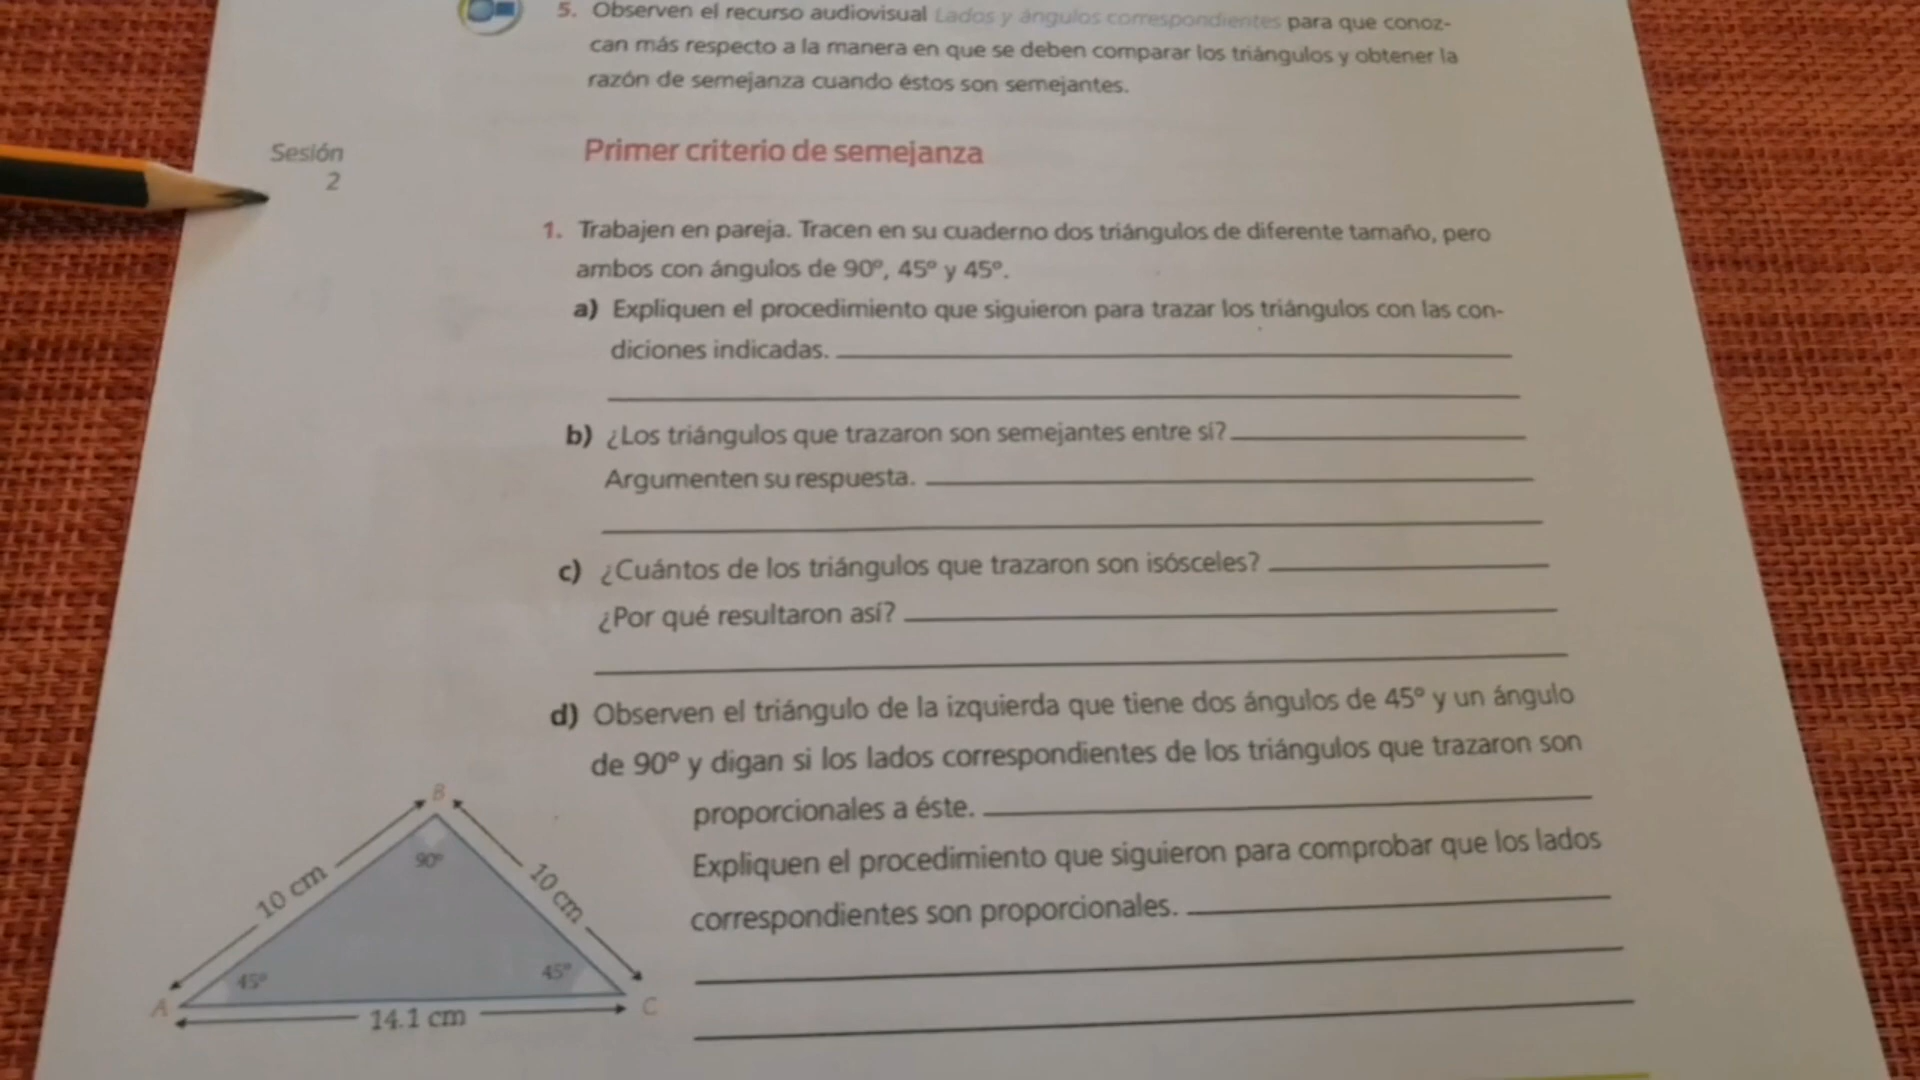 5. Observen el recurso audiovisual Lados y ángulos correspondientes para que conoz-
can más respecto a la manera en que se deben comparar los triángulos y obtener la
razón de semejanza cuando éstos son semejantes.
Sesión
2
Primer criterio de semejanza
1. Trabajen en pareja. Tracen en su cuaderno dos triángulos de diferente tamaño, pero
ambos con ángulos de 90°, 45° y 45°.
a) Expliquen el procedimiento que siguieron para trazar los triángulos con las con-
diciones indicadas.
b) ¿Los triángulos que trazaron son semejantes entre sí?
Argumenten su respuesta.
c) ¿Cuántos de los triángulos que trazaron son isósceles?
¿Por qué resultaron así?
d) Observen el triángulo de la izquierda que tiene dos ángulos de 45° y un ángulo
de 90° y digan si los lados correspondientes de los triángulos que trazaron son
proporcionales a éste.
Expliquen el procedimiento que siguieron para comprobar que los lados
correspondientes son proporcionales.
B
90°
10 cm
10 cm
45°
45°
A
C
14.1 cm